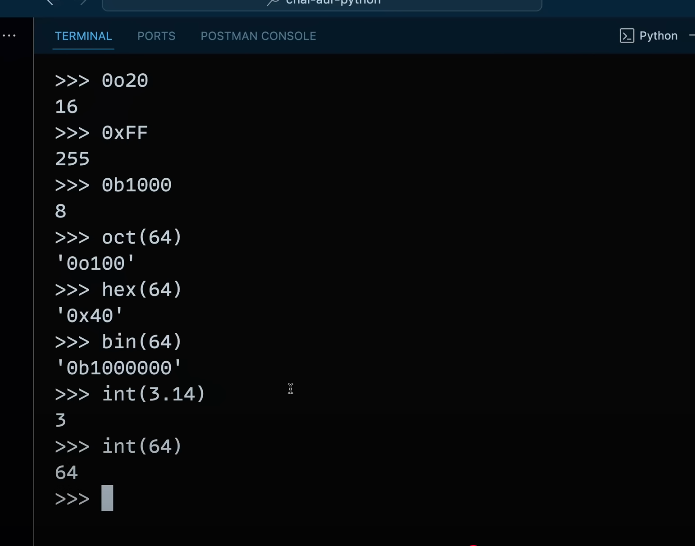 chai-aur-python
...
TERMINAL PORTS POSTMAN CONSOLE Python
>>> 0o20
16
>>> 0xFF
255
>>> 0b1000
8
>>> oct(64)
'0o100'
>>> hex(64)
'0x40'
>>> bin(64)
'0b1000000'
>>> int(3.14)
3
>>> int(64)
64
>>>